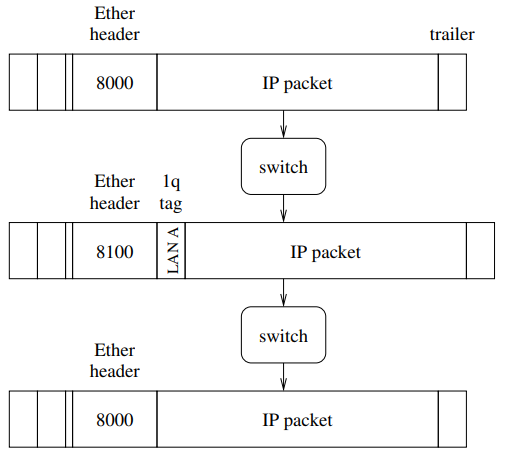 Ether
header
trailer
8000
IP packet
switch
Ether
header
1q
tag
8100
LAN A
IP packet
switch
Ether
header
8000
IP packet